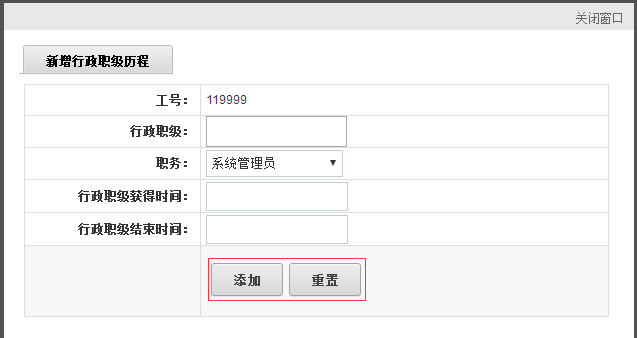 关闭窗口
新增行政职级历程
工号： 119999
行政职级：
职务： 系统管理员
行政职级获得时间：
行政职级结束时间：
添加 重置